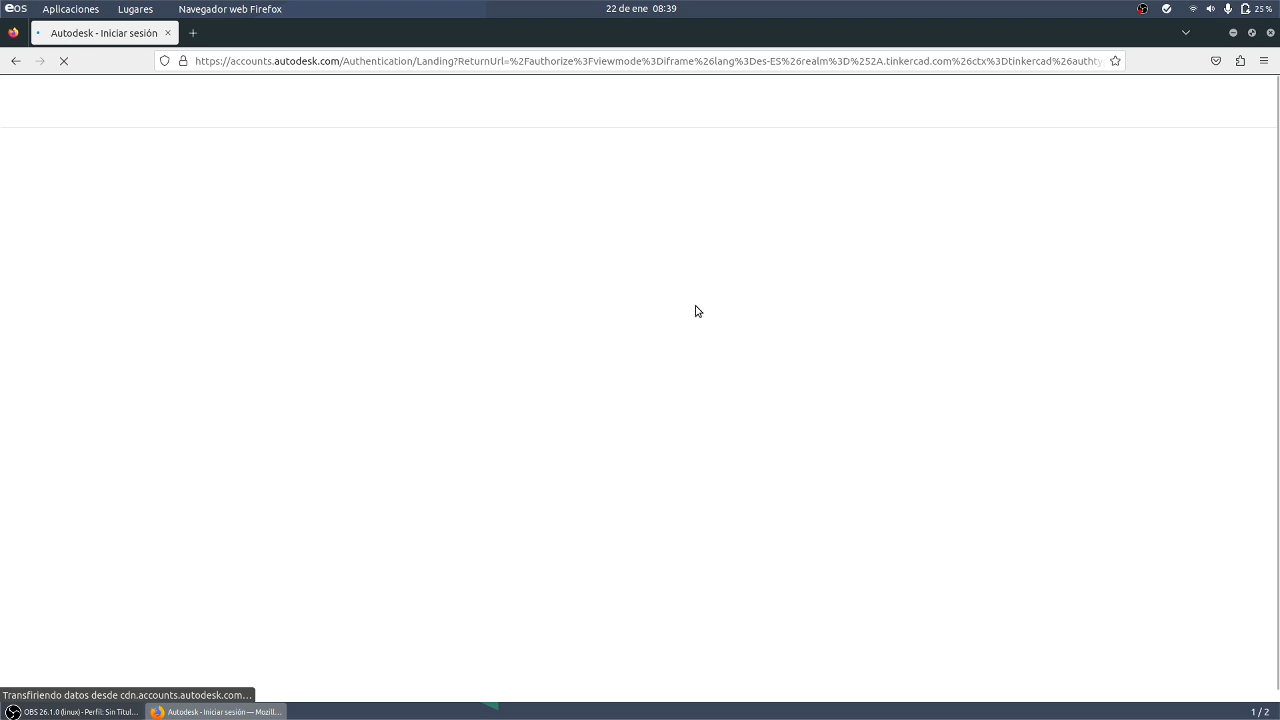 eos Aplicaciones Lugares Navegador web Firefox 22 de ene 08:39 25 %
Autodesk - Iniciar sesión
https://accounts.autodesk.com/Authentication/Landing?ReturnUrl=%2Fauthorize%3Fviewmode%3Diframe%26lang%3Des-ES%26realm%3D%252A.tinkercad.com%26ctx%3Dtinkercad%26authty
Transfiriendo datos desde cdn.accounts.autodesk.com…
OBS 26.1.0 (linux) - Perfil: Sin Títul… Autodesk - Iniciar sesión — Mozill… 1 / 2